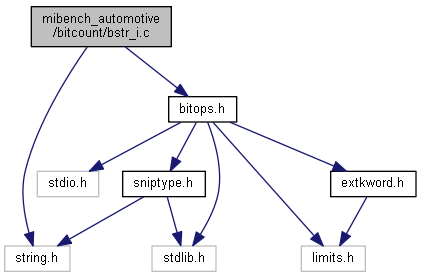 mibench_automotive
/bitcount/bstr_i.c
bitops.h
stdio.h
sniptype.h
extkword.h
string.h
stdlib.h
limits.h